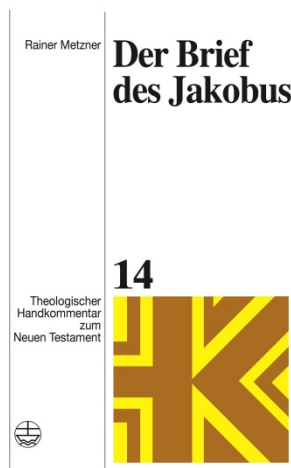 Rainer Metzner
Der Brief
des Jakobus
14
Theologischer
Handkommentar
zum
Neuen Testament